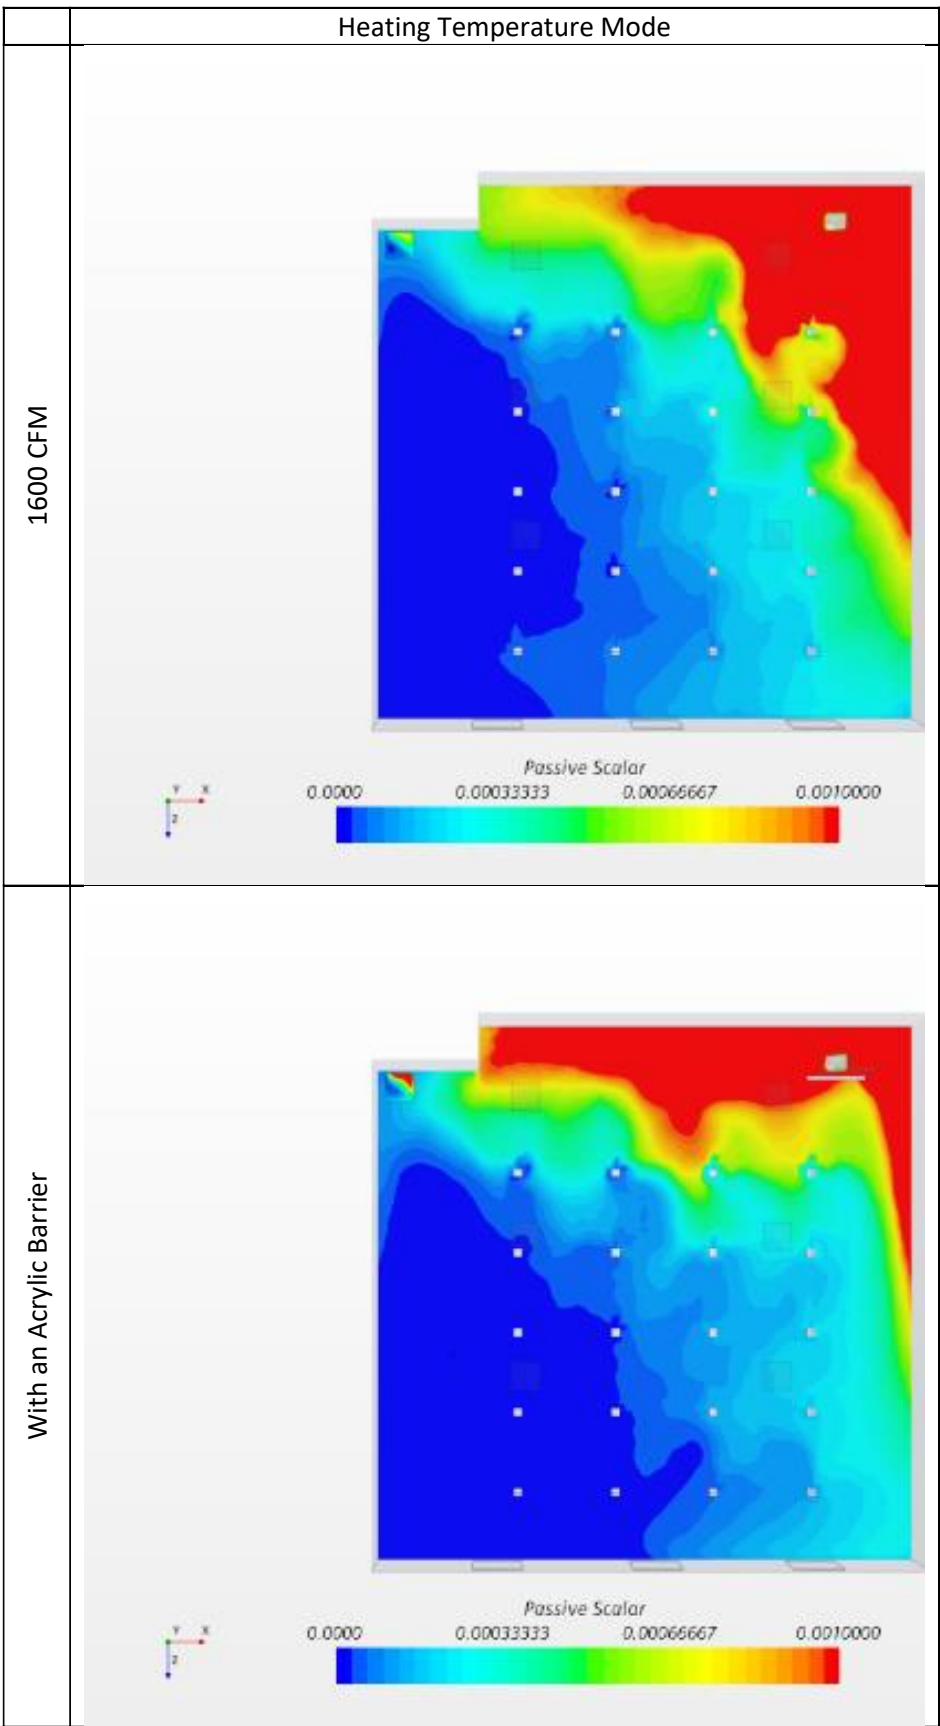 Heating Temperature Mode
1600 CFM
Passive Scalar
0.0000 0.00033333 0.00066667 0.0010000
Y X
Z
With an Acrylic Barrier
Passive Scalar
0.0000 0.00033333 0.00066667 0.0010000
Y X
Z